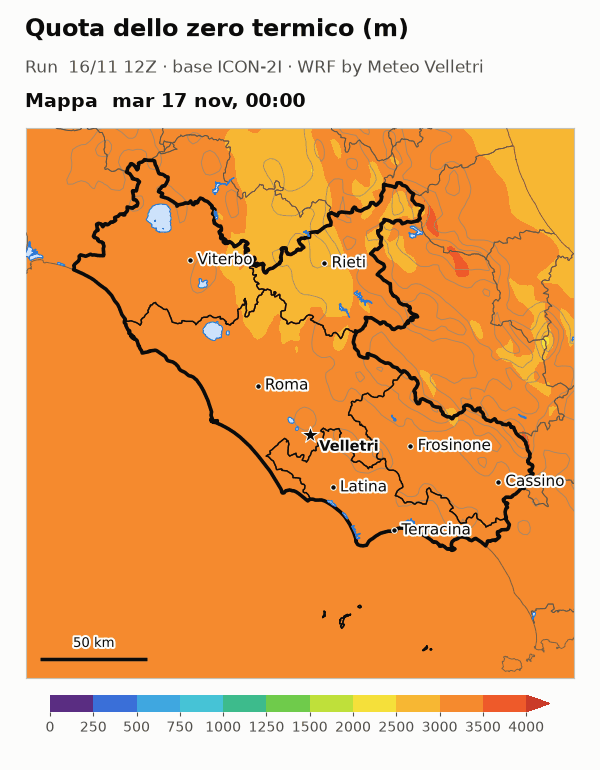 Quota dello zero termico (m)
Run  16/11 12Z · base ICON-2I · WRF by Meteo Velletri
Mappa  mar 17 nov, 00:00
Viterbo
Rieti
Roma
Velletri
Frosinone
Latina
Cassino
Terracina
50 km
0 250 500 750 1000 1250 1500 2000 2500 3000 3500 4000